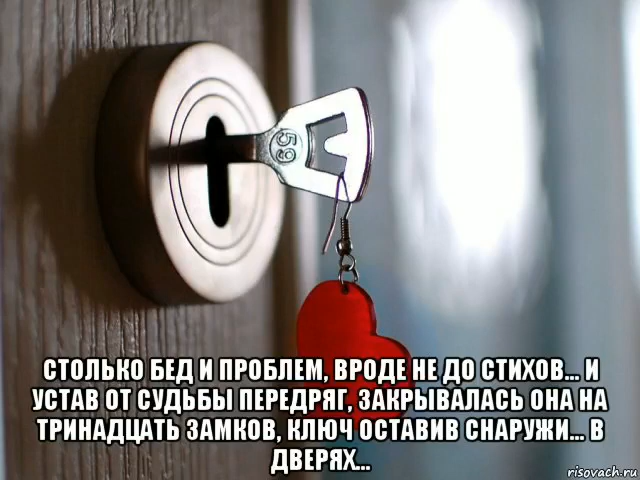 59
СТОЛЬКО БЕД И ПРОБЛЕМ, ВРОДЕ НЕ ДО СТИХОВ... И
УСТАВ ОТ СУДЬБЫ ПЕРЕДРЯГ, ЗАКРЫВАЛАСЬ ОНА НА
ТРИНАДЦАТЬ ЗАМКОВ, КЛЮЧ ОСТАВИВ СНАРУЖИ... В
ДВЕРЯХ...
risovach.ru